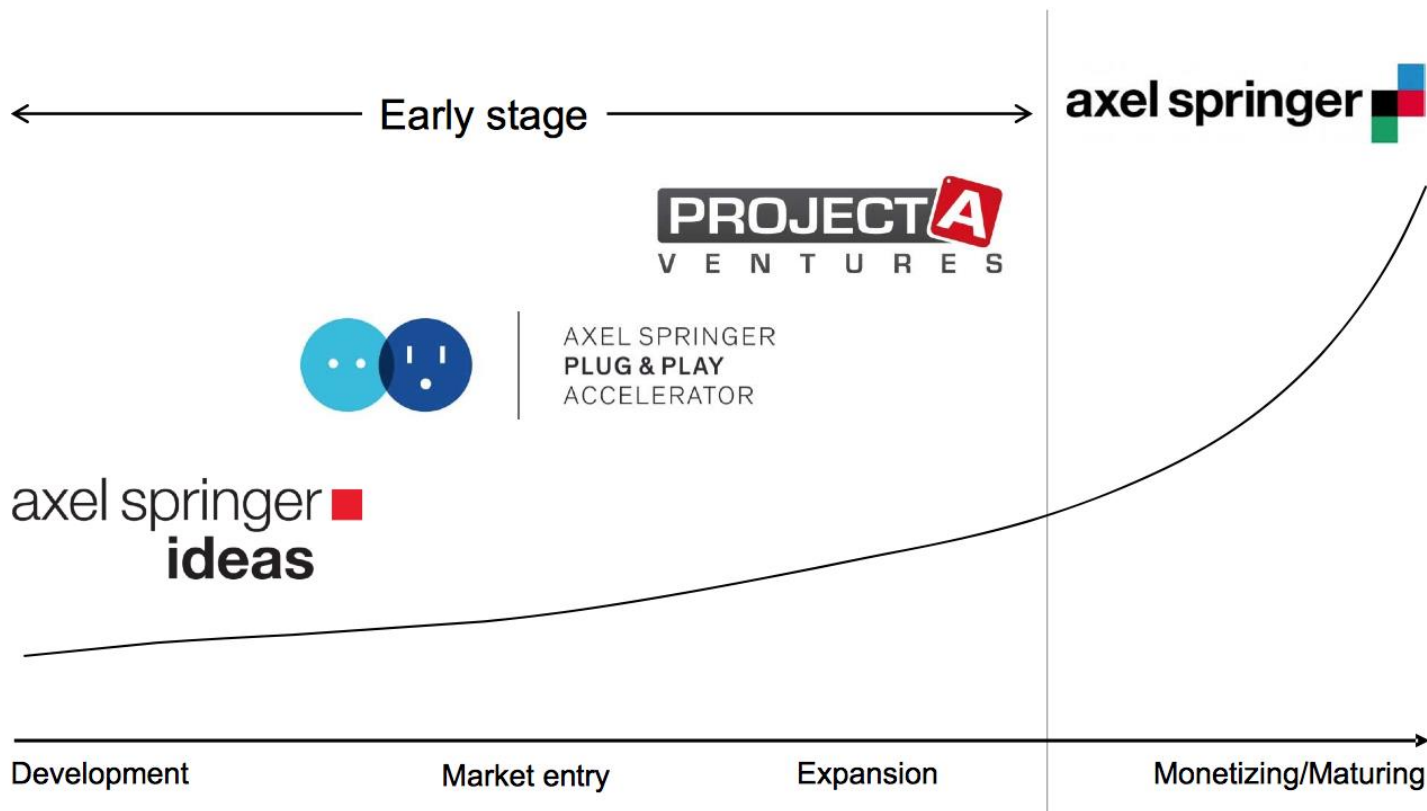 Early stage
axel springer
PROJECT A
VENTURES
AXEL SPRINGER
PLUG & PLAY
ACCELERATOR
axel springer
ideas
Development
Market entry
Expansion
Monetizing/Maturing